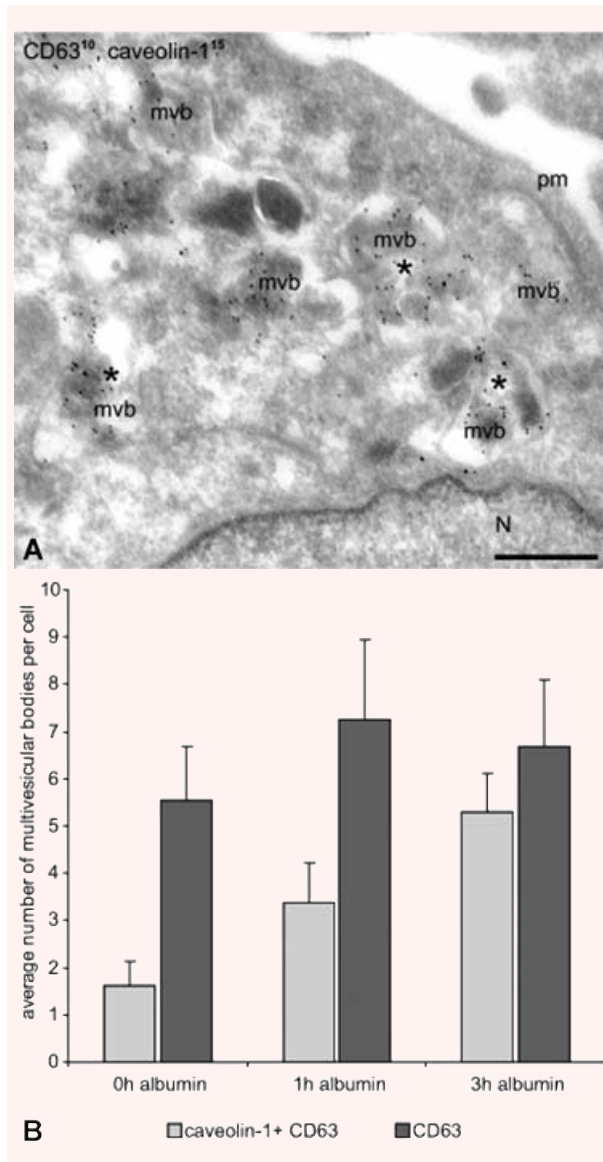 CD63¹⁰, caveolin-1¹⁵
mvb
pm
mvb
mvb
mvb
*
*
*
mvb
mvb
N
A
average number of multivesicular bodies per cell
10
9
8
7
6
5
4
3
2
1
0
0h albumin
1h albumin
3h albumin
B
caveolin-1+ CD63
CD63